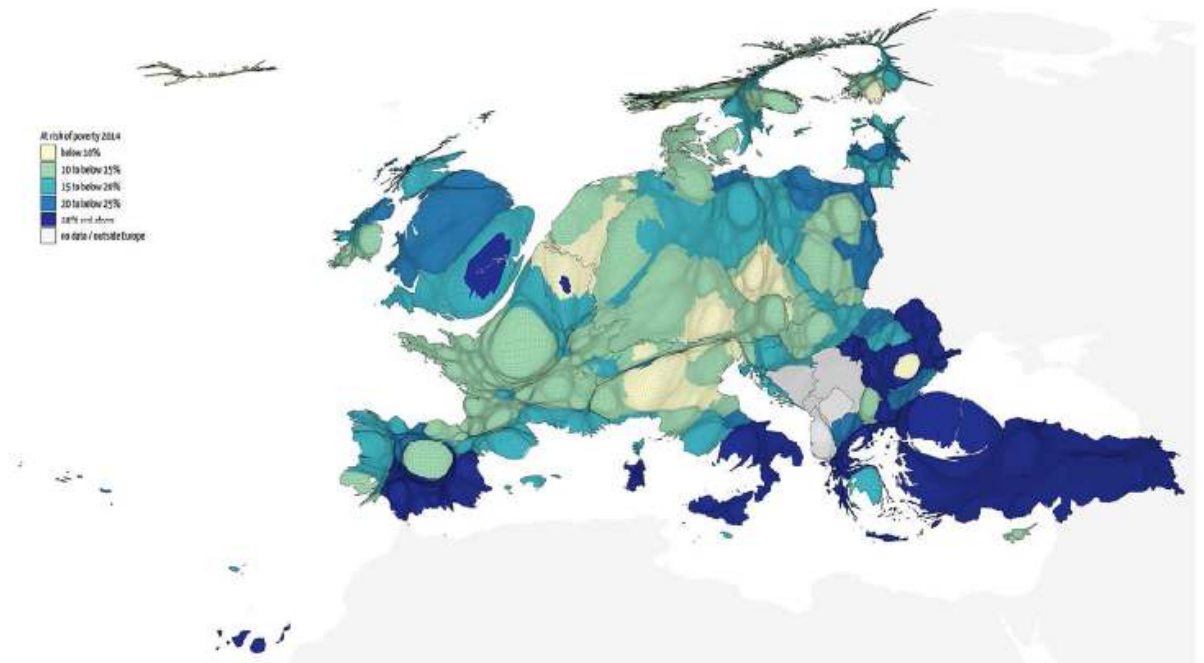 At risk of poverty 2014
below 10%
10 to below 15%
15 to below 20%
20 to below 25%
and above
no data / outside Europe